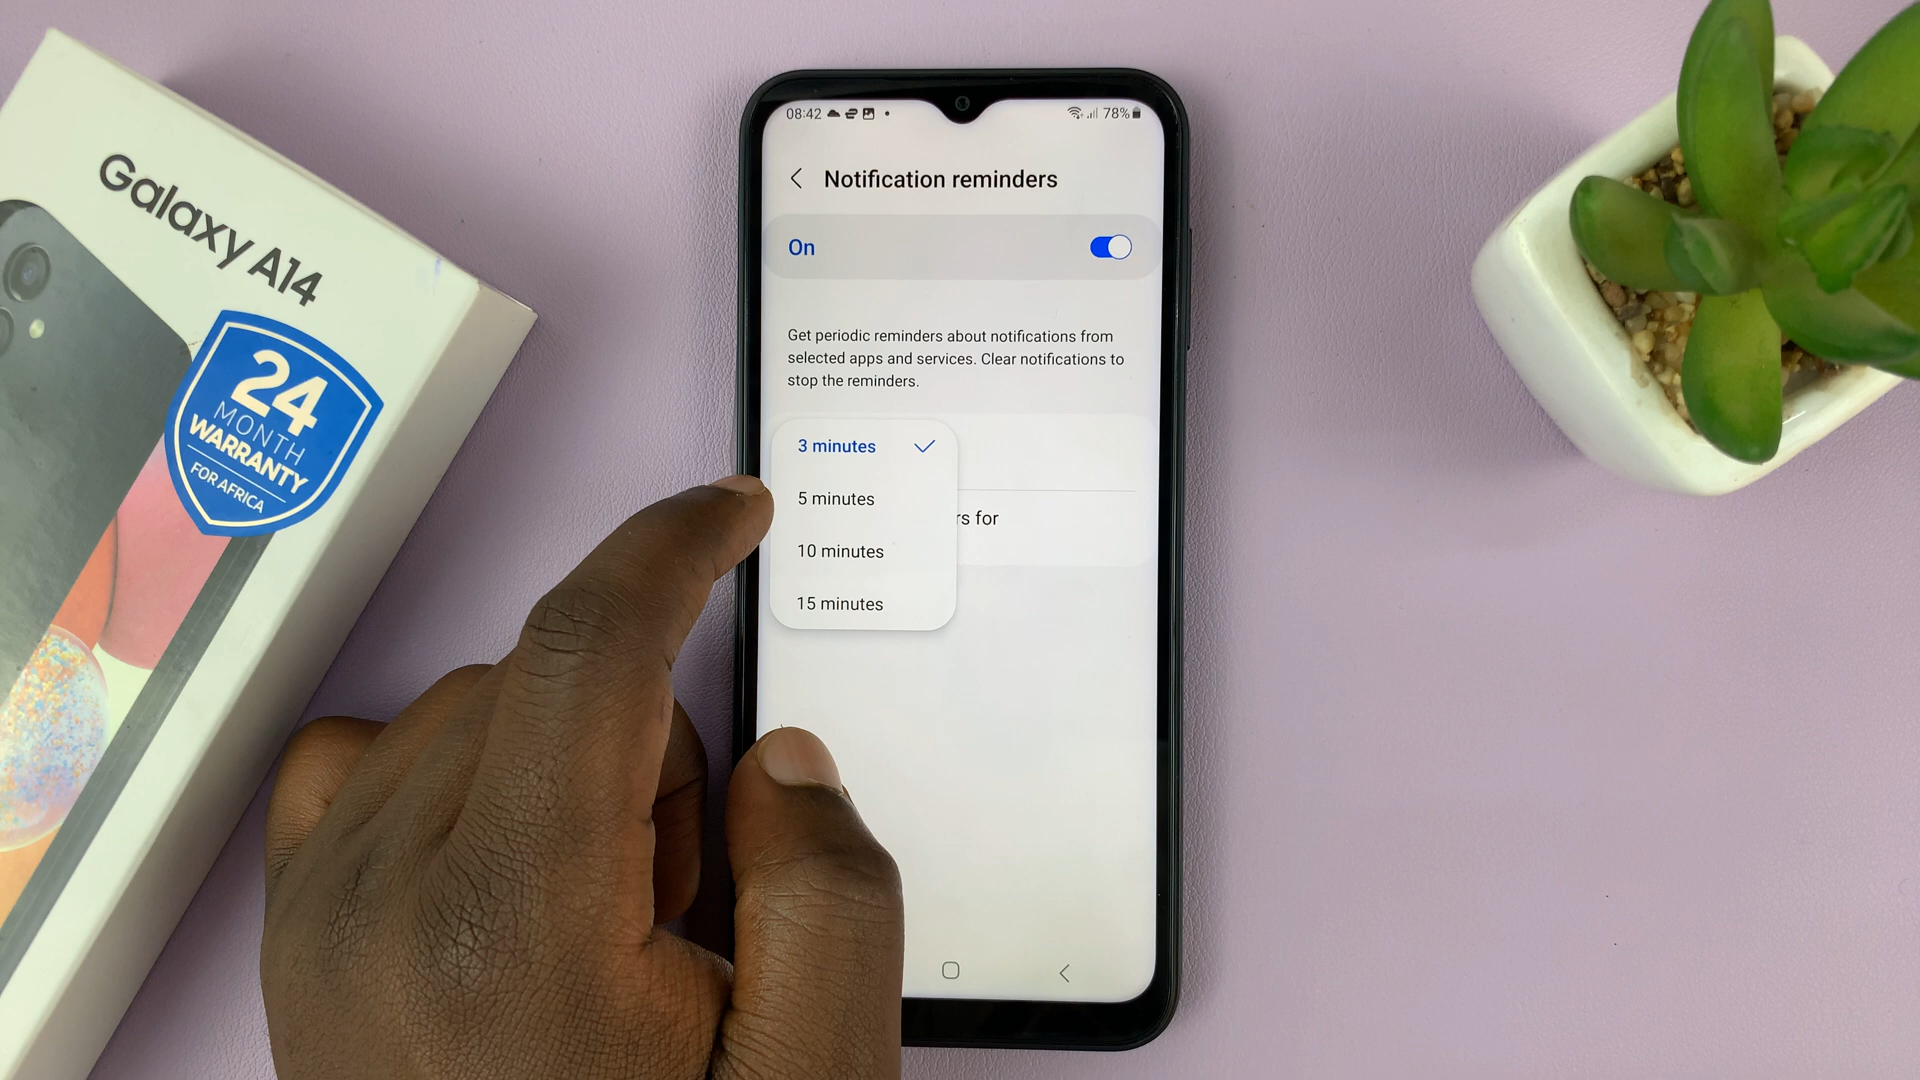 Galaxy A14
24
MONTH
WARRANTY
FOR AFRICA
08:42
78%
Notification reminders
On
Get periodic reminders about notifications from
selected apps and services. Clear notifications to
stop the reminders.
3 minutes
5 minutes
rs for
10 minutes
15 minutes